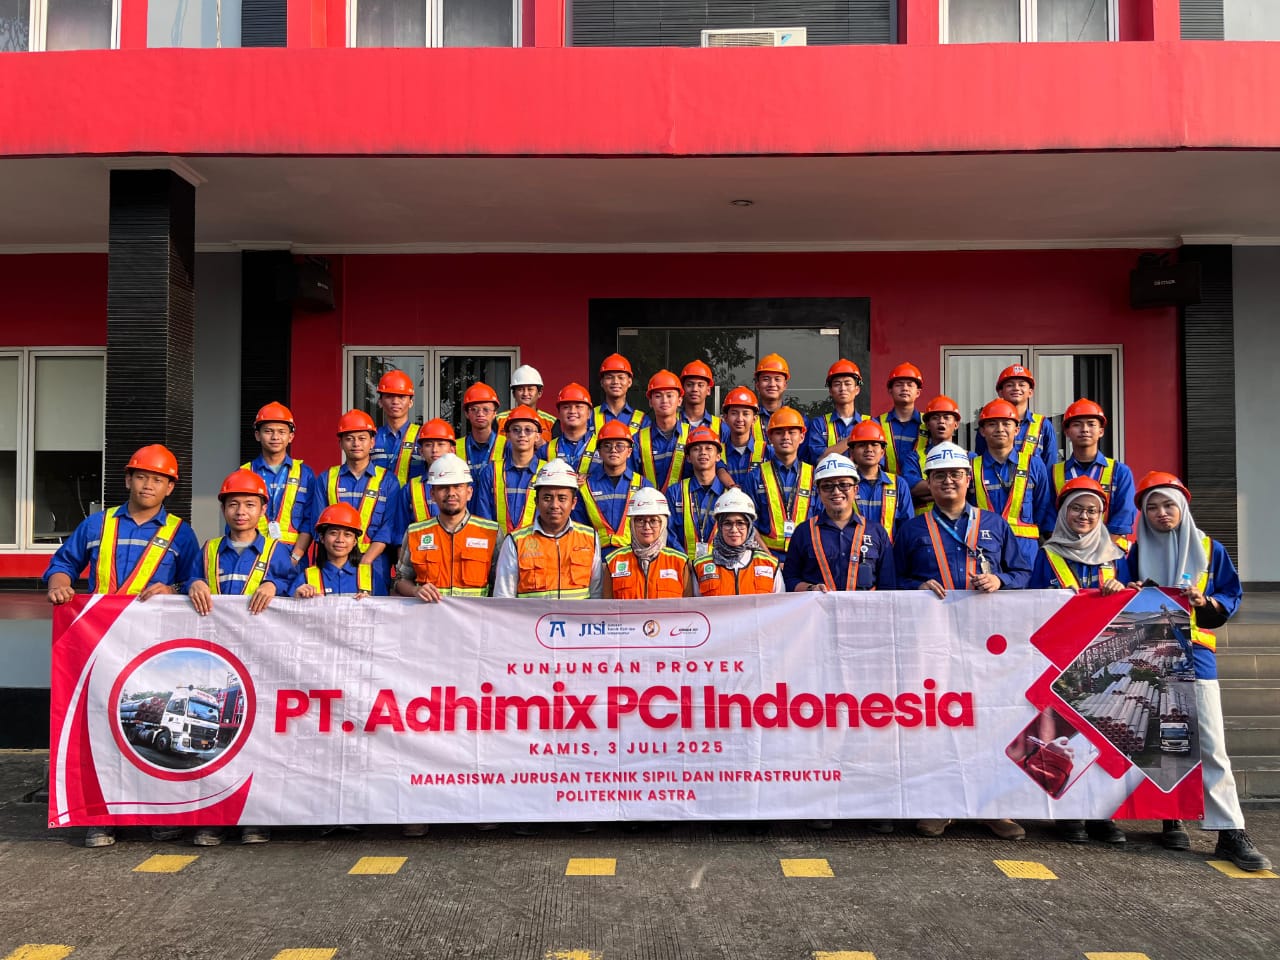 JTSi
KUNJUNGAN PROYEK
PT. Adhimix PCI Indonesia
KAMIS, 3 JULI 2025
MAHASISWA JURUSAN TEKNIK SIPIL DAN INFRASTRUKTUR
POLITEKNIK ASTRA